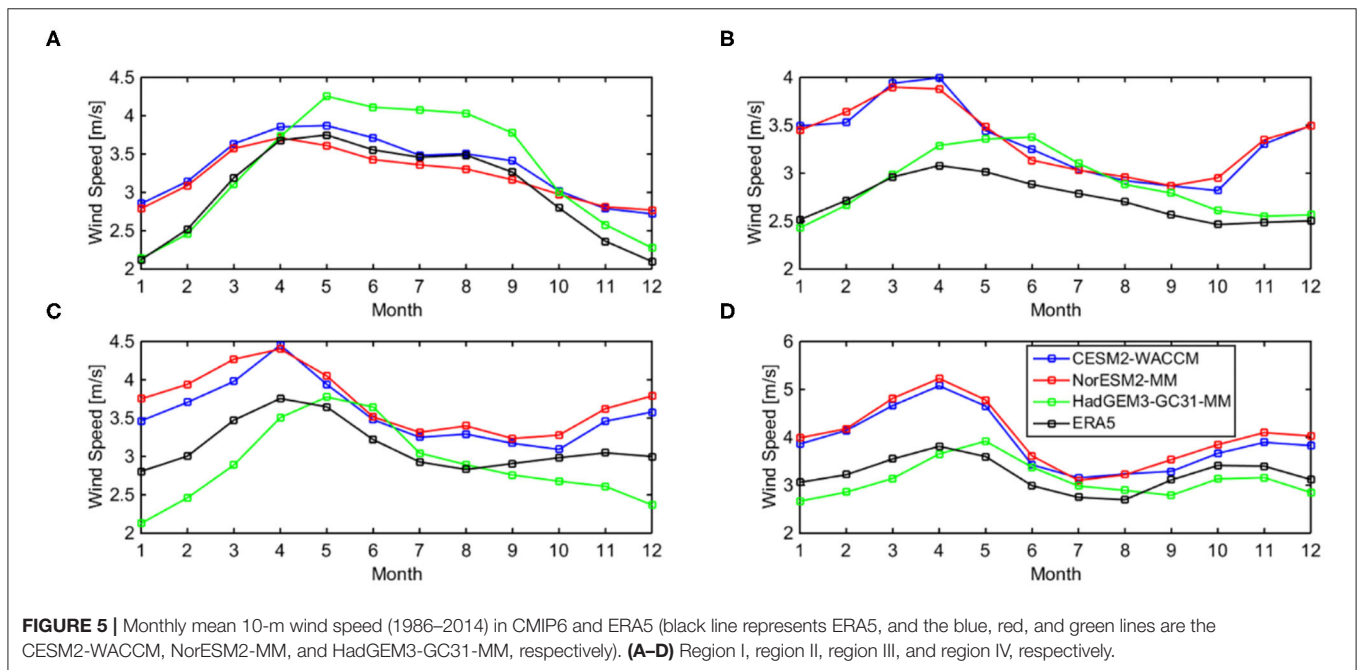 A
Wind Speed [m/s]
4.5
4
3.5
3
2.5
2
1 2 3 4 5 6 7 8 9 10 11 12
Month
B
Wind Speed [m/s]
4
3.5
3
2.5
2
1 2 3 4 5 6 7 8 9 10 11 12
Month
C
Wind Speed [m/s]
4.5
4
3.5
3
2.5
2
1 2 3 4 5 6 7 8 9 10 11 12
Month
D
Wind Speed [m/s]
6
5
4
3
2
CESM2-WACCM
NorESM2-MM
HadGEM3-GC31-MM
ERA5
1 2 3 4 5 6 7 8 9 10 11 12
Month
FIGURE 5 | Monthly mean 10-m wind speed (1986–2014) in CMIP6 and ERA5 (black line represents ERA5, and the blue, red, and green lines are the
CESM2-WACCM, NorESM2-MM, and HadGEM3-GC31-MM, respectively). (A–D) Region I, region II, region III, and region IV, respectively.